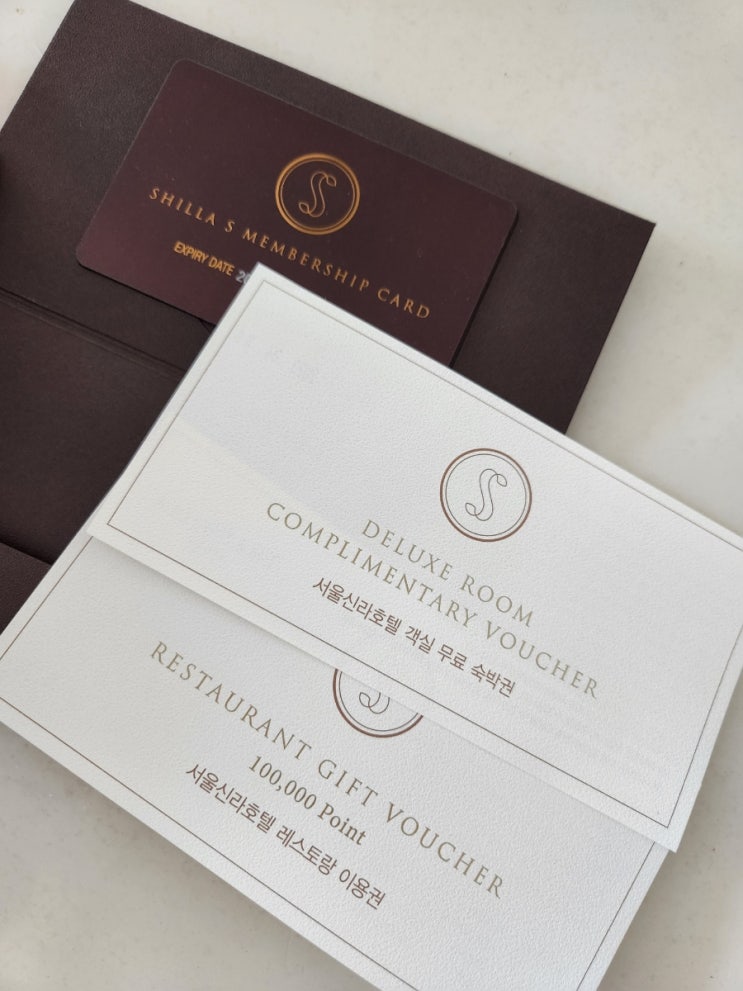 S
SHILLA S MEMBERSHIP CARD
EXPIRY DATE
S
DELUXE ROOM
COMPLIMENTARY VOUCHER
서울신라호텔 객실 무료 숙박권
S
RESTAURANT GIFT VOUCHER
100,000 Point
서울신라호텔 레스토랑 이용권